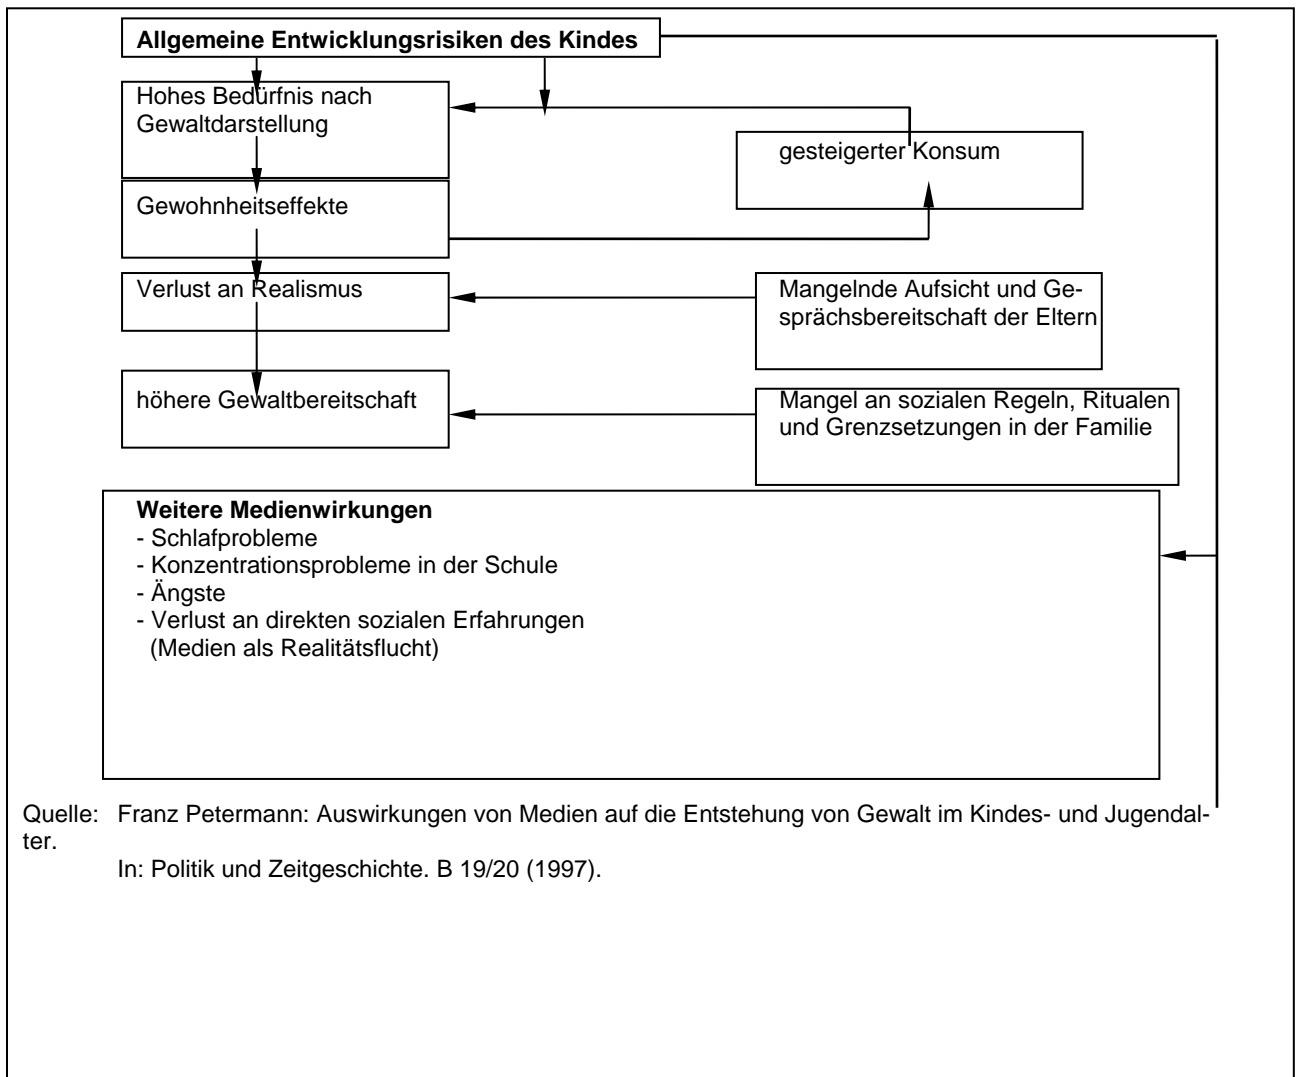 Allgemeine Entwicklungsrisiken des Kindes
Hohes Bedürfnis nach
Gewaltdarstellung
gesteigerter Konsum
Gewohnheitseffekte
Verlust an Realismus
Mangelnde Aufsicht und Ge-
sprächsbereitschaft der Eltern
höhere Gewaltbereitschaft
Mangel an sozialen Regeln, Ritualen
und Grenzsetzungen in der Familie
Weitere Medienwirkungen
- Schlafprobleme
- Konzentrationsprobleme in der Schule
- Ängste
- Verlust an direkten sozialen Erfahrungen
(Medien als Realitätsflucht)
Quelle: Franz Petermann: Auswirkungen von Medien auf die Entstehung von Gewalt im Kindes- und Jugendal-
ter.
In: Politik und Zeitgeschichte. B 19/20 (1997).